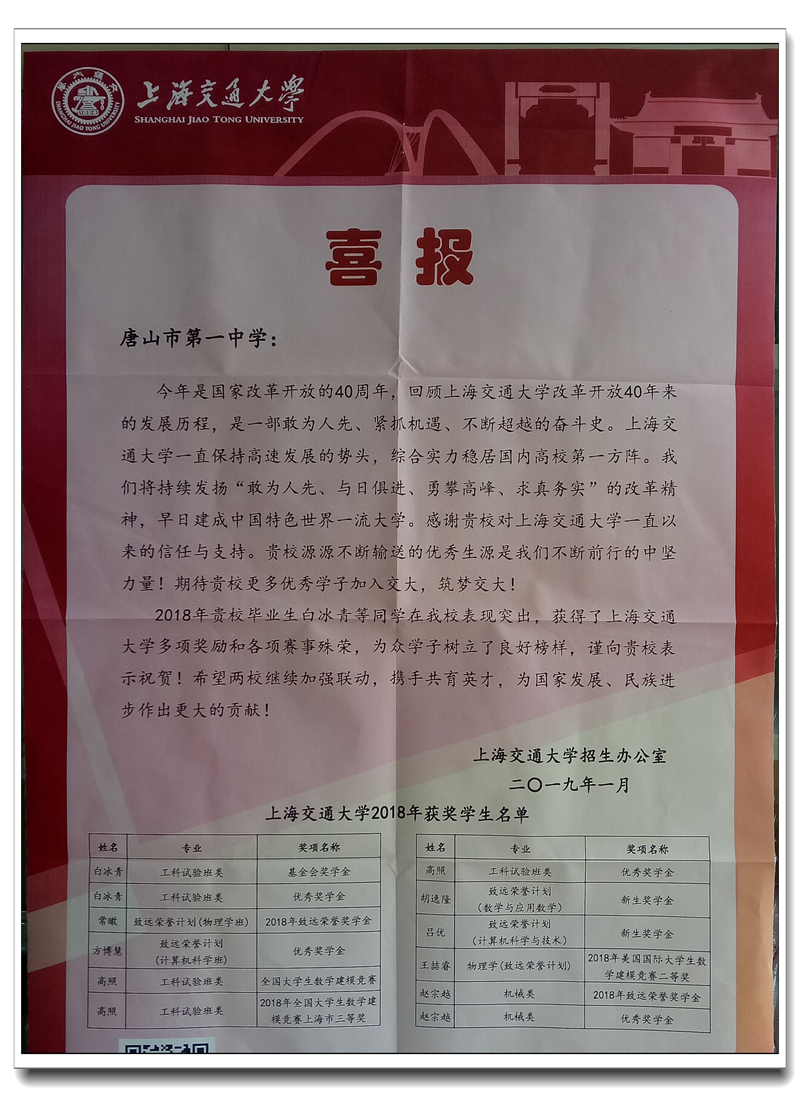 上海交通大学
SHANGHAI JIAO TONG UNIVERSITY
喜报
唐山市第一中学：
今年是国家改革开放的40周年，回顾上海交通大学改革开放40年来
的发展历程，是一部敢为人先、紧抓机遇、不断超越的奋斗史。上海交
通大学一直保持高速发展的势头，综合实力稳居国内高校第一方阵。我
们将持续发扬“敢为人先、与日俱进、勇攀高峰、求真务实”的改革精
神，早日建成中国特色世界一流大学。感谢贵校对上海交通大学一直以
来的信任与支持。贵校源源不断输送的优秀生源是我们不断前行的中坚
力量！期待贵校更多优秀学子加入交大，筑梦交大！
2018年贵校毕业生白冰青等同学在我校表现突出，获得了上海交通
大学多项奖励和各项赛事殊荣，为众学子树立了良好榜样，谨向贵校表
示祝贺！希望两校继续加强联动，携手共育英才，为国家发展、民族进
步作出更大的贡献！
上海交通大学招生办公室
二〇一九年一月
上海交通大学2018年获奖学生名单
姓名 专业 奖项名称
白冰青 工科试验班类 基金会奖学金
白冰青 工科试验班类 优秀奖学金
常暾 致远荣誉计划(物理学班) 2018年致远荣誉奖学金
方博慧 致远荣誉计划
(计算机科学班) 优秀奖学金
高照 工科试验班类 全国大学生数学建模竞赛
高照 工科试验班类 2018年全国大学生数学建
模竞赛上海市三等奖
姓名 专业 奖项名称
高照 工科试验班类 优秀奖学金
胡逸隆 致远荣誉计划
(数学与应用数学) 新生奖学金
吕优 致远荣誉计划
(计算机科学与技术) 新生奖学金
王喆睿 物理学(致远荣誉计划) 2018年美国国际大学生数
学建模竞赛二等奖
赵宗越 机械类 2018年致远荣誉奖学金
赵宗越 机械类 优秀奖学金